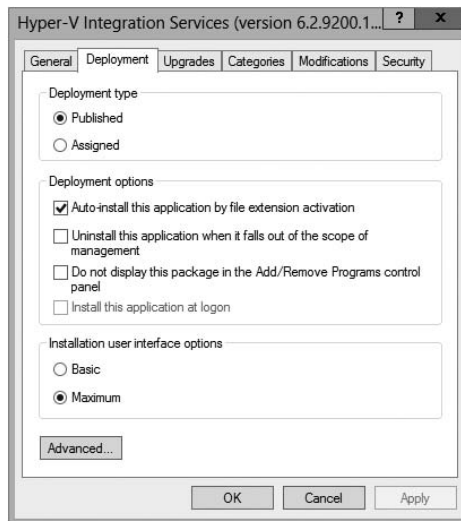 Hyper-V Integration Services (version 6.2.9200.1...
?
x
General
Deployment
Upgrades
Categories
Modifications
Security
Deployment type
Published
Assigned
Deployment options
Auto-install this application by file extension activation
Uninstall this application when it falls out of the scope of
management
Do not display this package in the Add/Remove Programs control
panel
Install this application at logon
Installation user interface options
Basic
Maximum
Advanced...
OK
Cancel
Apply